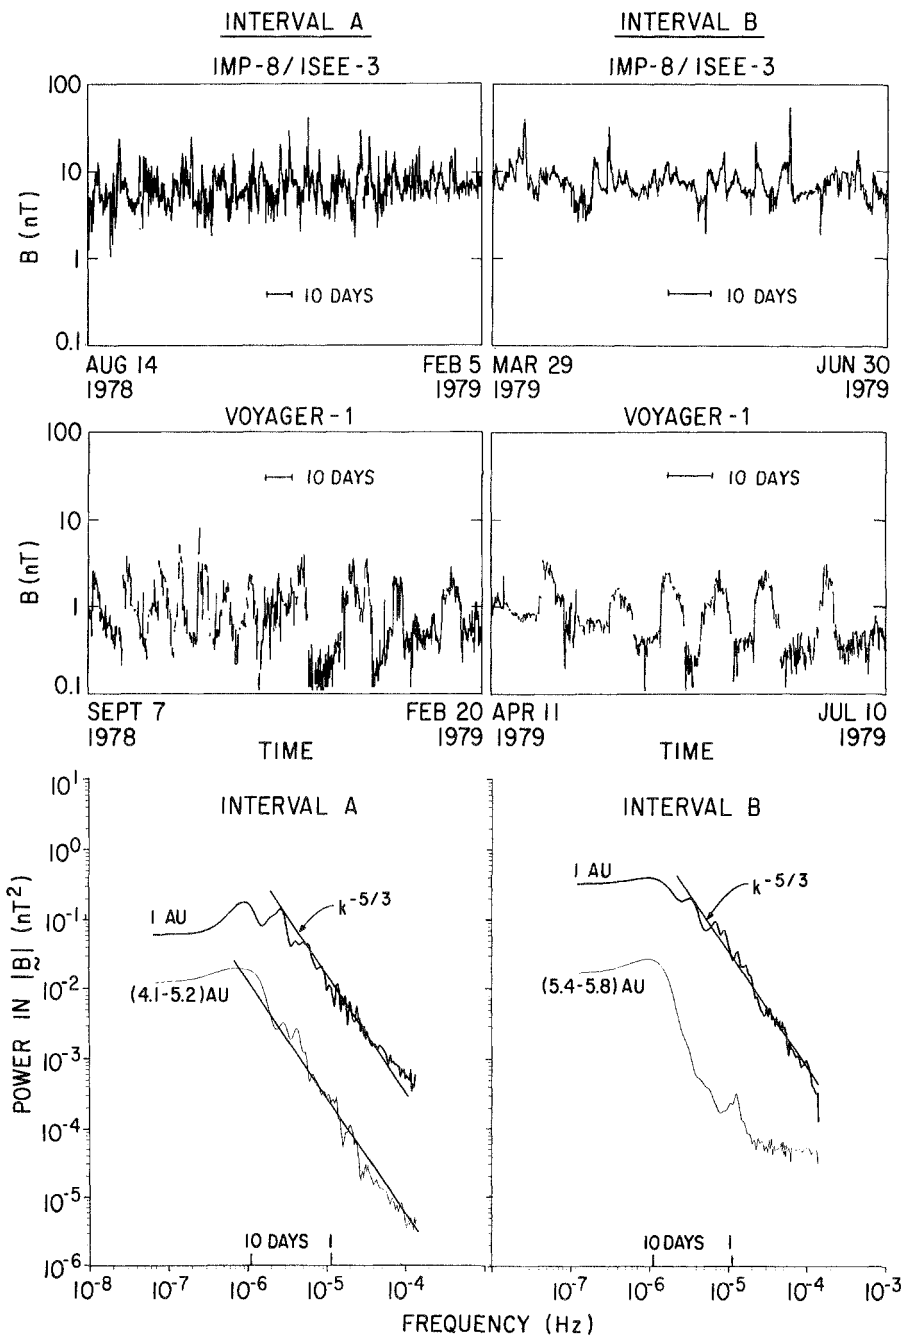 INTERVAL A
INTERVAL B
IMP-8/ISEE-3
IMP-8/ISEE-3
100
10
1
0.1
B (nT)
10 DAYS
10 DAYS
AUG 14
1978
FEB 5
1979
MAR 29
1979
JUN 30
1979
VOYAGER-1
VOYAGER-1
100
10
1
0.1
B (nT)
10 DAYS
10 DAYS
SEPT 7
1978
FEB 20
1979
APR 11
1979
JUL 10
1979
TIME
TIME
INTERVAL A
INTERVAL B
10^1
10^0
10^-1
10^-2
10^-3
10^-4
10^-5
10^-6
POWER IN |B| (nT^2)
1 AU
k^-5/3
(4.1-5.2) AU
10 DAYS
1
1 AU
k^-5/3
(5.4-5.8) AU
10 DAYS
1
10^-8
10^-7
10^-6
10^-5
10^-4
10^-7
10^-6
10^-5
10^-4
10^-3
FREQUENCY (Hz)